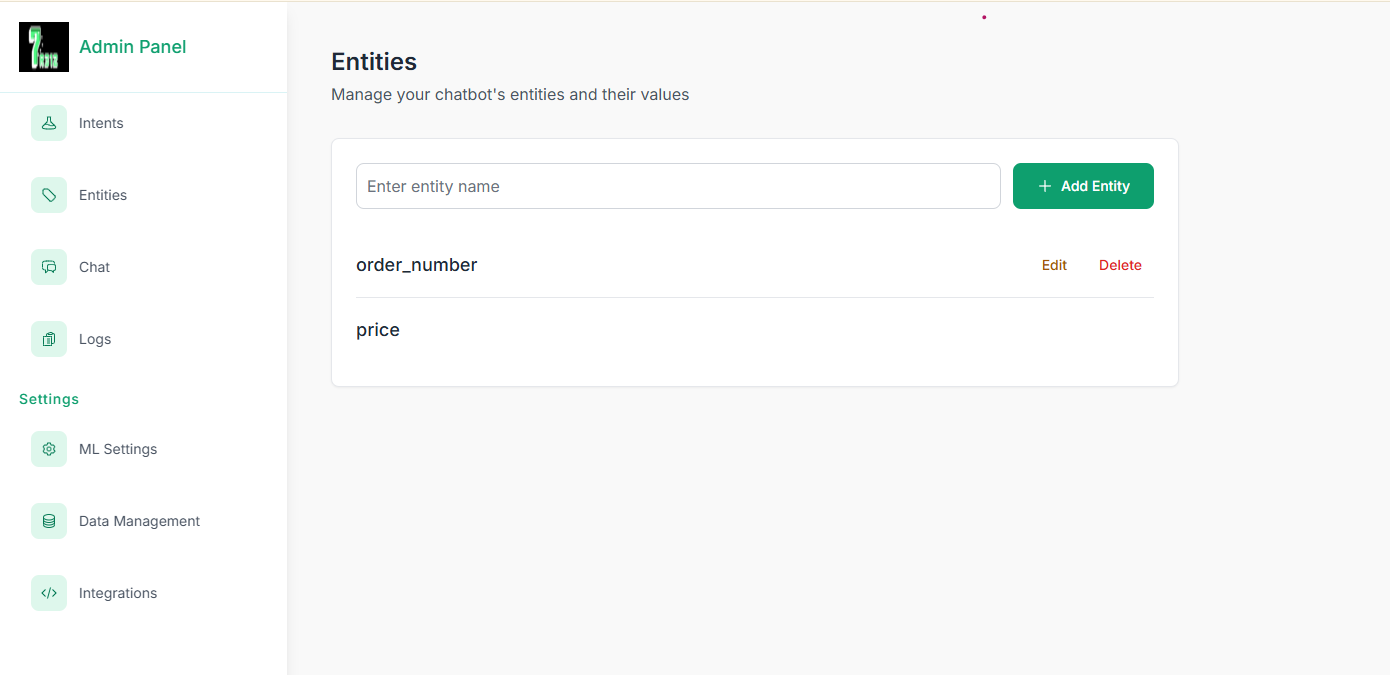 Admin Panel
Intents
Entities
Chat
Logs
Settings
ML Settings
Data Management
Integrations
Entities
Manage your chatbot's entities and their values
Enter entity name
Add Entity
order_number
Edit
Delete
price